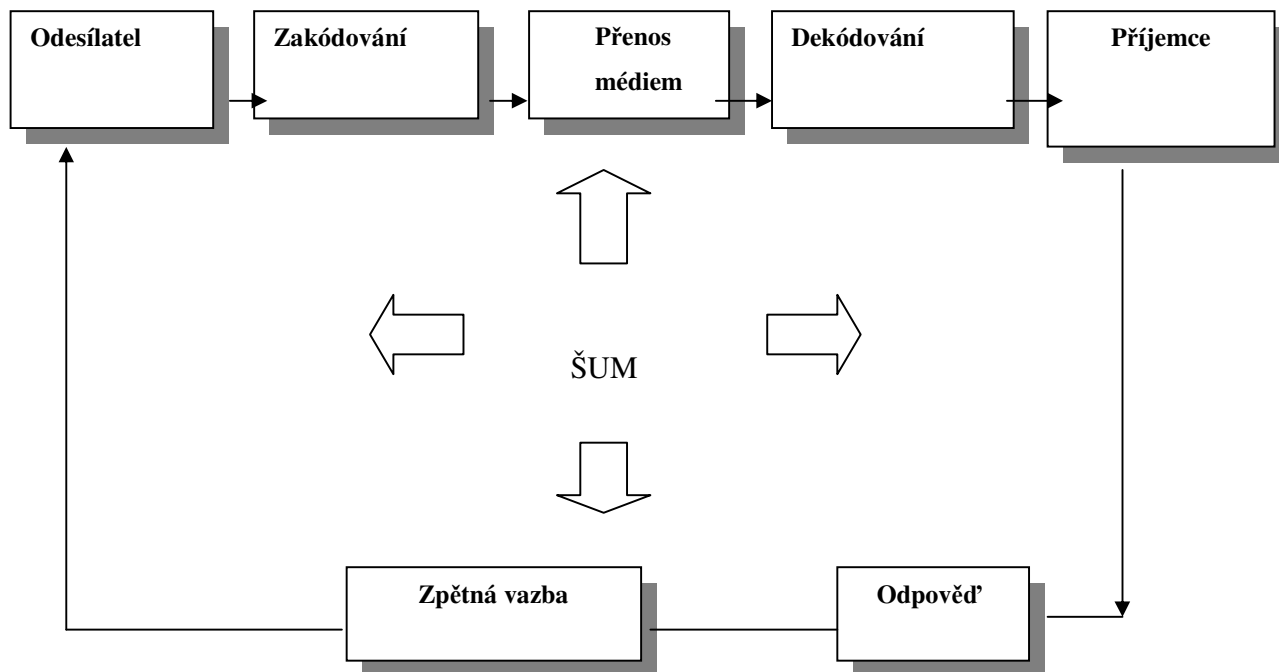 Odesílatel
Zakódování
Přenos
médiem
Dekódování
Příjemce
ŠUM
Zpětná vazba
Odpověď